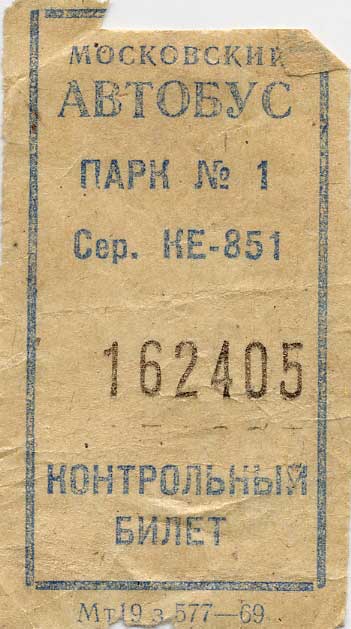 МОСКОВСКИЙ
АВТОБУС
ПАРК № 1
Сер. КЕ-851
162405
КОНТРОЛЬНЫЙ
БИЛЕТ
Мт19 з 577—69